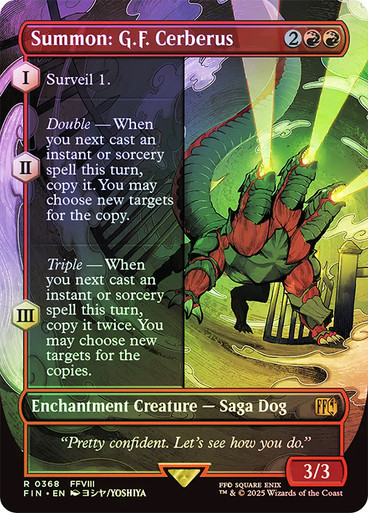 Summon: G.F. Cerberus 2
I Surveil 1.
II Double — When
you next cast an
instant or sorcery
spell this turn,
copy it. You may
choose new targets
for the copy.
III Triple — When
you next cast an
instant or sorcery
spell this turn,
copy it twice. You
may choose new
targets for the
copies.
Enchantment Creature — Saga Dog FF
“Pretty confident. Let’s see how you do.”
3/3
R 0368 FFVIII
FIN • EN ヨシヤ/YOSHIYA
FF© SQUARE ENIX
™ & © 2025 Wizards of the Coast